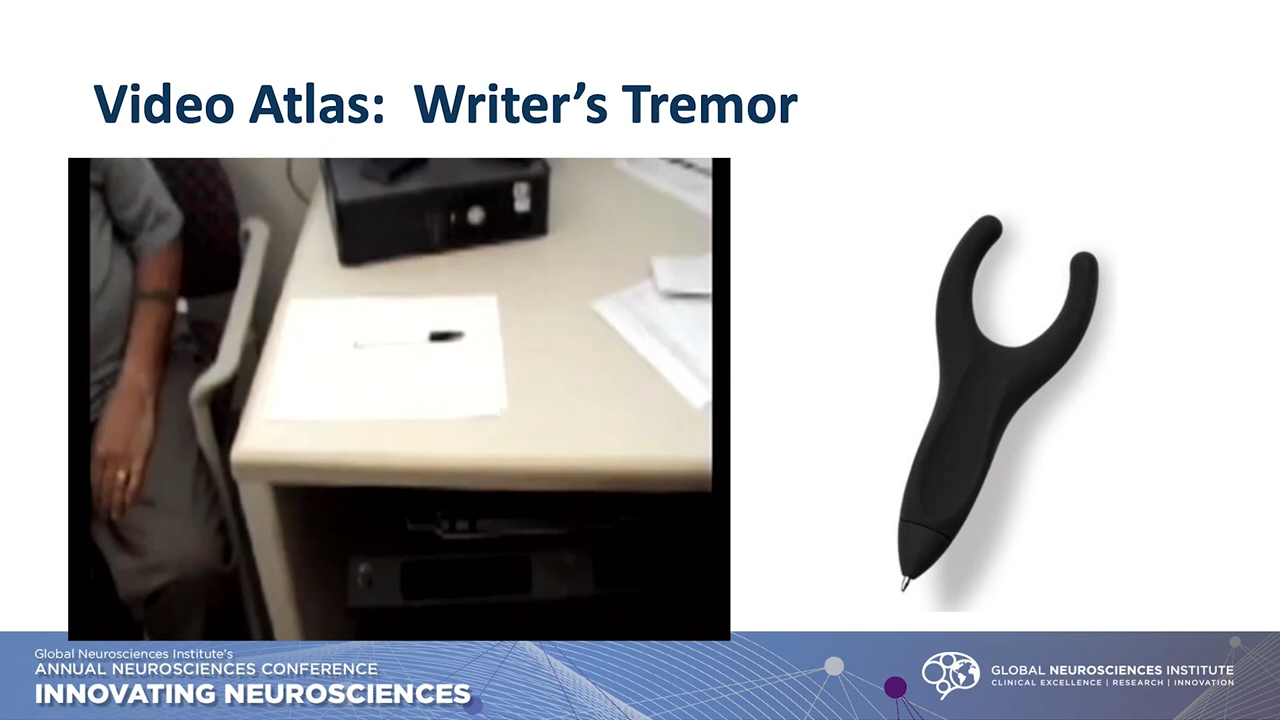 Video Atlas:  Writer's Tremor
Global Neurosciences Institute's
ANNUAL NEUROSCIENCES CONFERENCE
INNOVATING NEUROSCIENCES
GLOBAL NEUROSCIENCES INSTITUTE
CLINICAL EXCELLENCE | RESEARCH | INNOVATION